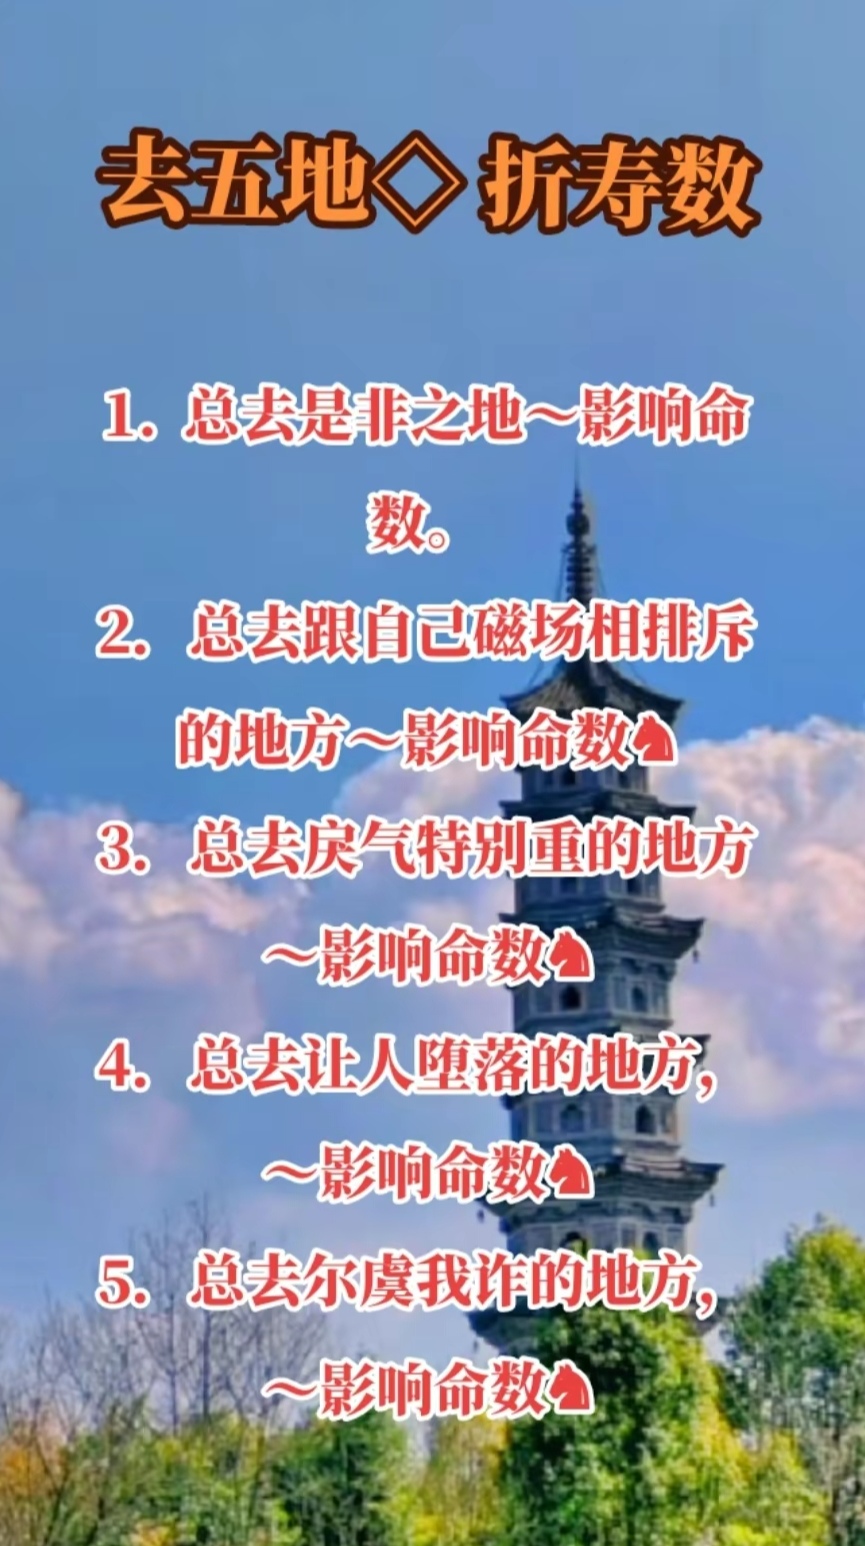 去五地◇ 折寿数
1. 总去是非之地～影响命
数。
2. 总去跟自己磁场相排斥
的地方～影响命数♞
3. 总去戾气特别重的地方
～影响命数♞
4. 总去让人堕落的地方，
～影响命数♞
5. 总去尔虞我诈的地方，
～影响命数♞